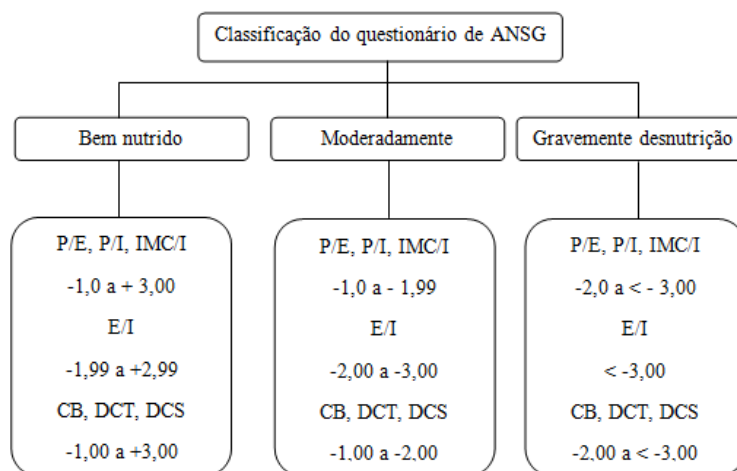 Classificação do questionário de ANSG
Bem nutrido
Moderadamente
Gravemente desnutrição
P/E, P/I, IMC/I
-1,0 a + 3,00
E/I
-1,99 a +2,99
CB, DCT, DCS
-1,00 a +3,00
P/E, P/I, IMC/I
-1,0 a - 1,99
E/I
-2,00 a -3,00
CB, DCT, DCS
-1,00 a -2,00
P/E, P/I, IMC/I
-2,0 a < - 3,00
E/I
< -3,00
CB, DCT, DCS
-2,00 a < -3,00